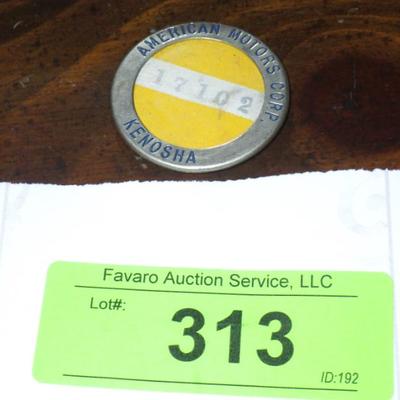 AMERICAN MOTORS CORP.
17102
KENOSHA
Favaro Auction Service, LLC
Lot#:
313
ID:192